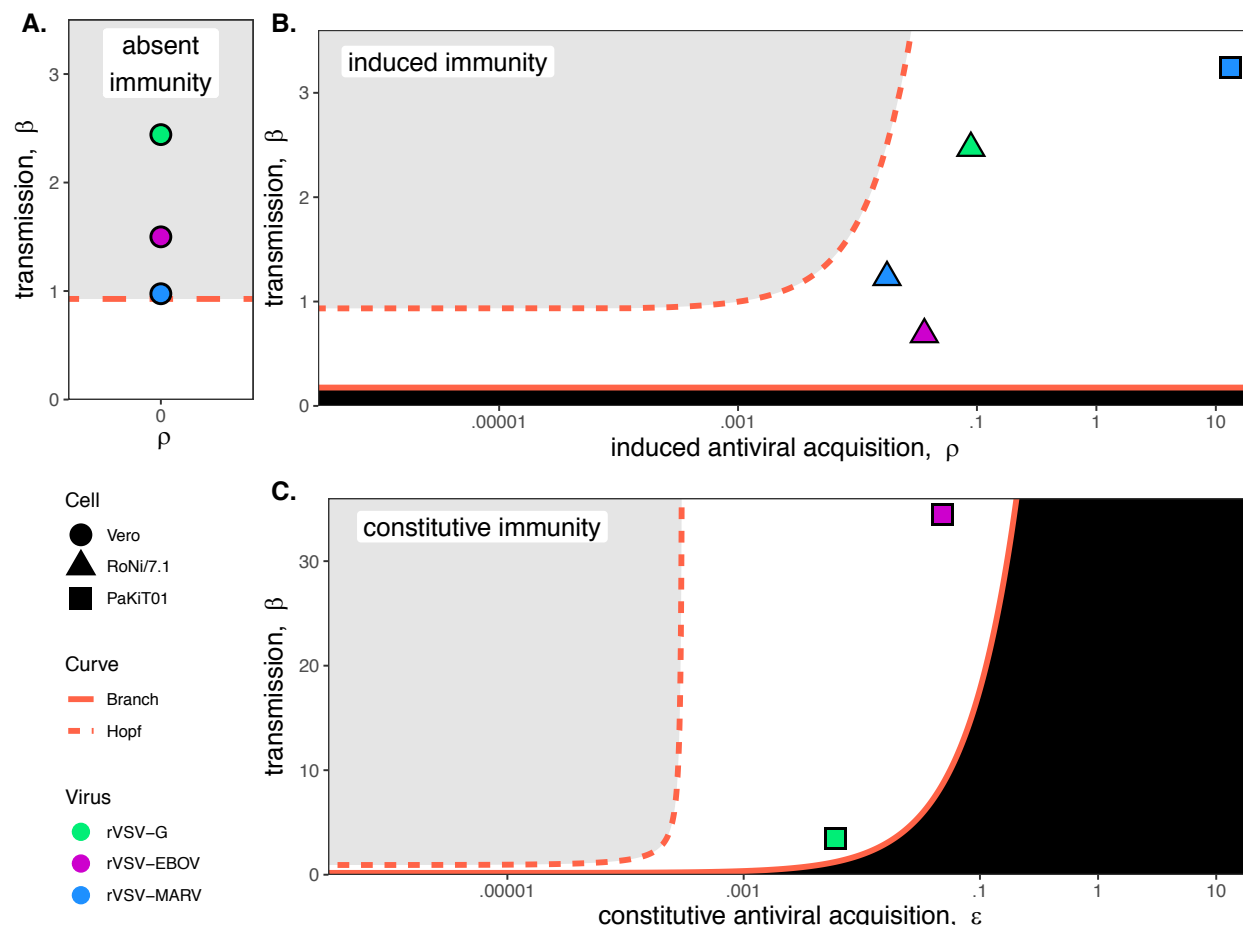 A.
absent
immunity
3
2
1
0
transmission, β
0
ρ
B.
induced immunity
3
2
1
0
transmission, β
.00001
.001
.1
1
10
induced antiviral acquisition, ρ
Cell
Vero
RoNi/7.1
PaKiT01
Curve
Branch
Hopf
Virus
rVSV−G
rVSV−EBOV
rVSV−MARV
C.
constitutive immunity
30
20
10
0
transmission, β
.00001
.001
.1
1
10
constitutive antiviral acquisition, ε